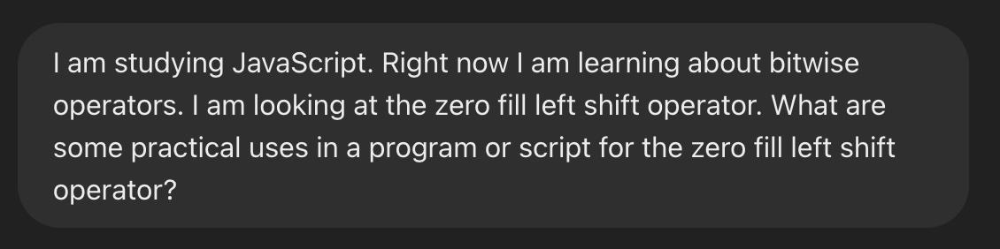 I am studying JavaScript. Right now I am learning about bitwise
operators. I am looking at the zero fill left shift operator. What are
some practical uses in a program or script for the zero fill left shift
operator?